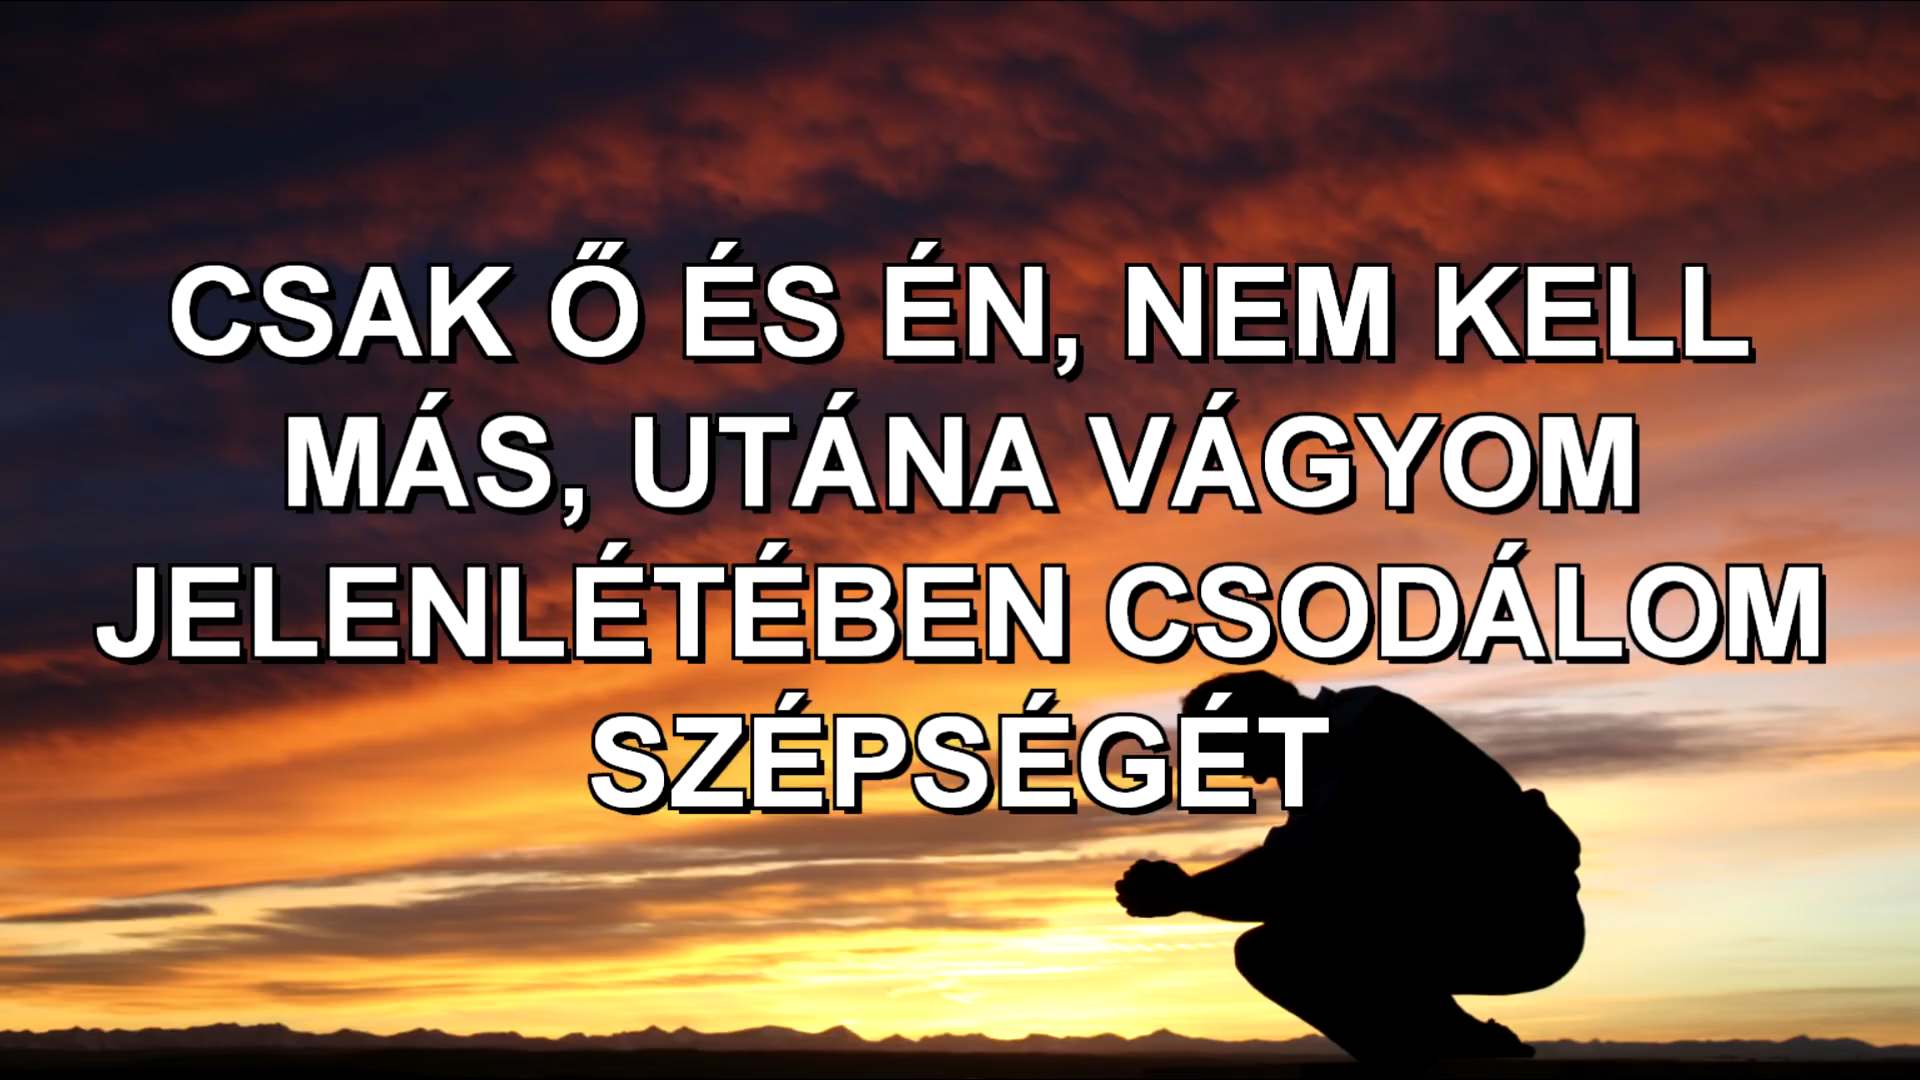 CSAK Ő ÉS ÉN, NEM KELL
MÁS, UTÁNA VÁGYOM
JELENLÉTÉBEN CSODÁLOM
SZÉPSÉGÉT